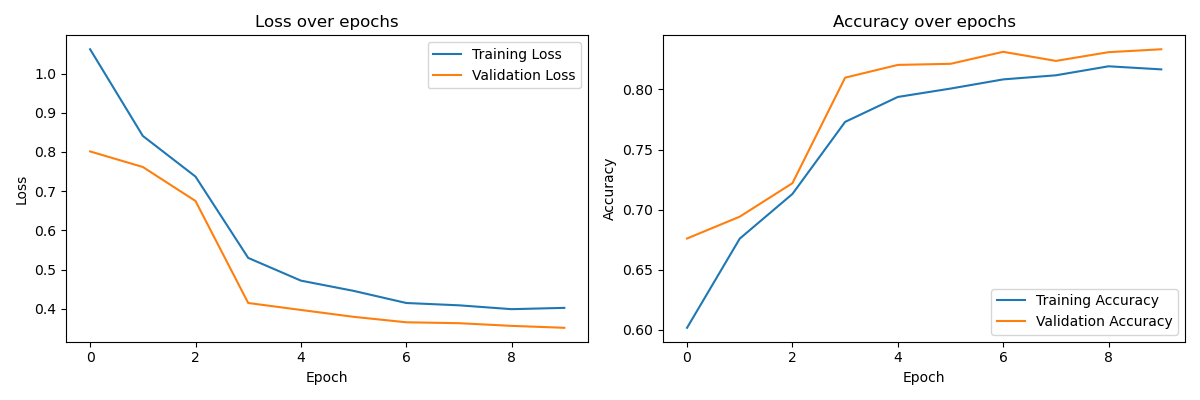 Loss over epochs
Training Loss
Validation Loss
1.0
0.9
0.8
0.7
0.6
0.5
0.4
Loss
0 2 4 6 8
Epoch
Accuracy over epochs
0.80
0.75
0.70
0.65
0.60
Accuracy
Training Accuracy
Validation Accuracy
0 2 4 6 8
Epoch